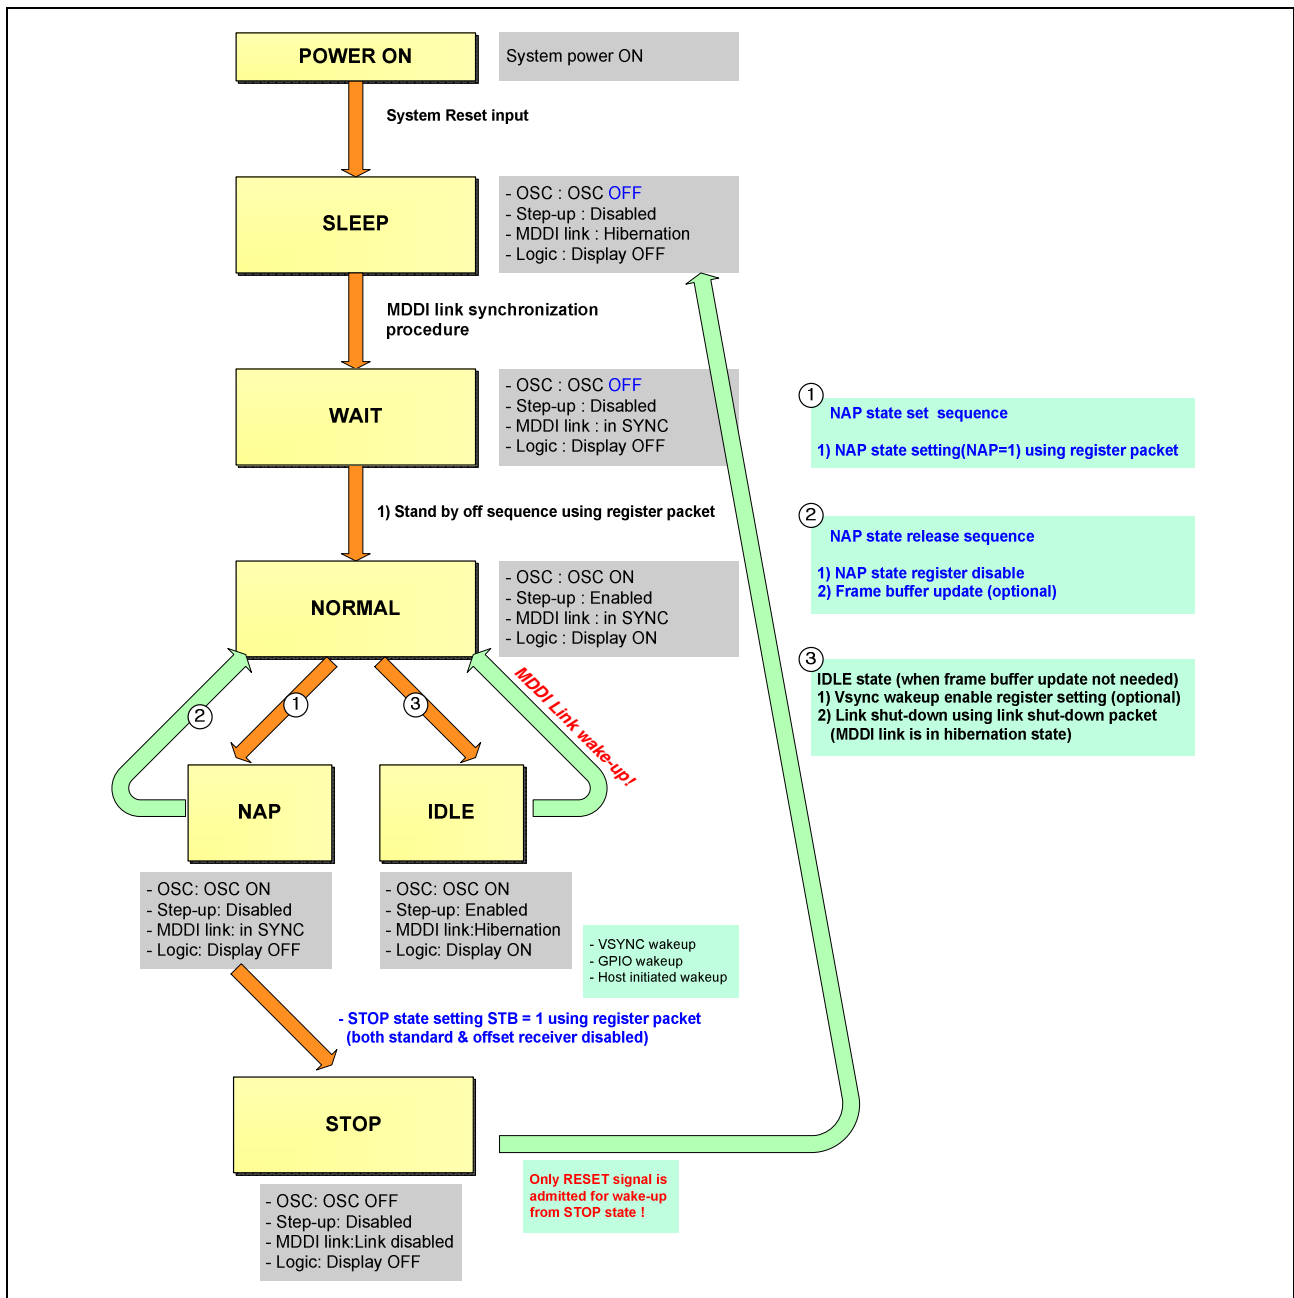 POWER ON
System power ON
System Reset input
SLEEP
- OSC : OSC OFF
- Step-up : Disabled
- MDDI link : Hibernation
- Logic : Display OFF
MDDI link synchronization
procedure
WAIT
- OSC : OSC OFF
- Step-up : Disabled
- MDDI link : in SYNC
- Logic : Display OFF
1) Stand by off sequence using register packet
NORMAL
- OSC : OSC ON
- Step-up : Enabled
- MDDI link : in SYNC
- Logic : Display ON
1
NAP state set sequence
1) NAP state setting(NAP=1) using register packet
2
NAP state release sequence
1) NAP state register disable
2) Frame buffer update (optional)
3
IDLE state (when frame buffer update not needed)
1) Vsync wakeup enable register setting (optional)
2) Link shut-down using link shut-down packet
(MDDI link is in hibernation state)
2
1
3
MDDI Link wake-up!
NAP
IDLE
- OSC: OSC ON
- Step-up: Disabled
- MDDI link: in SYNC
- Logic: Display OFF
- OSC: OSC ON
- Step-up: Enabled
- MDDI link:Hibernation
- Logic: Display ON
- VSYNC wakeup
- GPIO wakeup
- Host initiated wakeup
- STOP state setting STB = 1 using register packet
(both standard & offset receiver disabled)
STOP
- OSC: OSC OFF
- Step-up: Disabled
- MDDI link:Link disabled
- Logic: Display OFF
Only RESET signal is
admitted for wake-up
from STOP state !